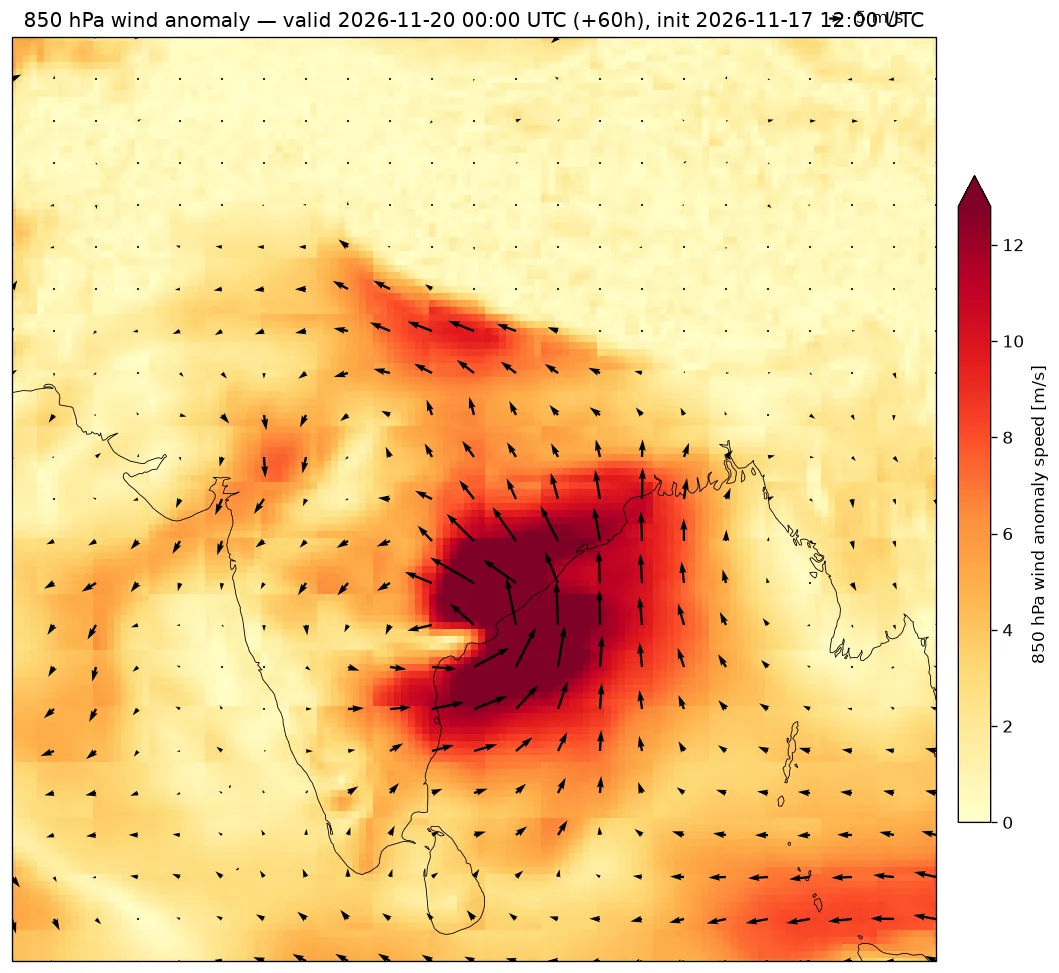 850 hPa wind anomaly — valid 2026-11-20 00:00 UTC (+60h), init 2026-11-17 12:00 UTC
5 m/s
12
10
8
6
4
2
0
850 hPa wind anomaly speed [m/s]